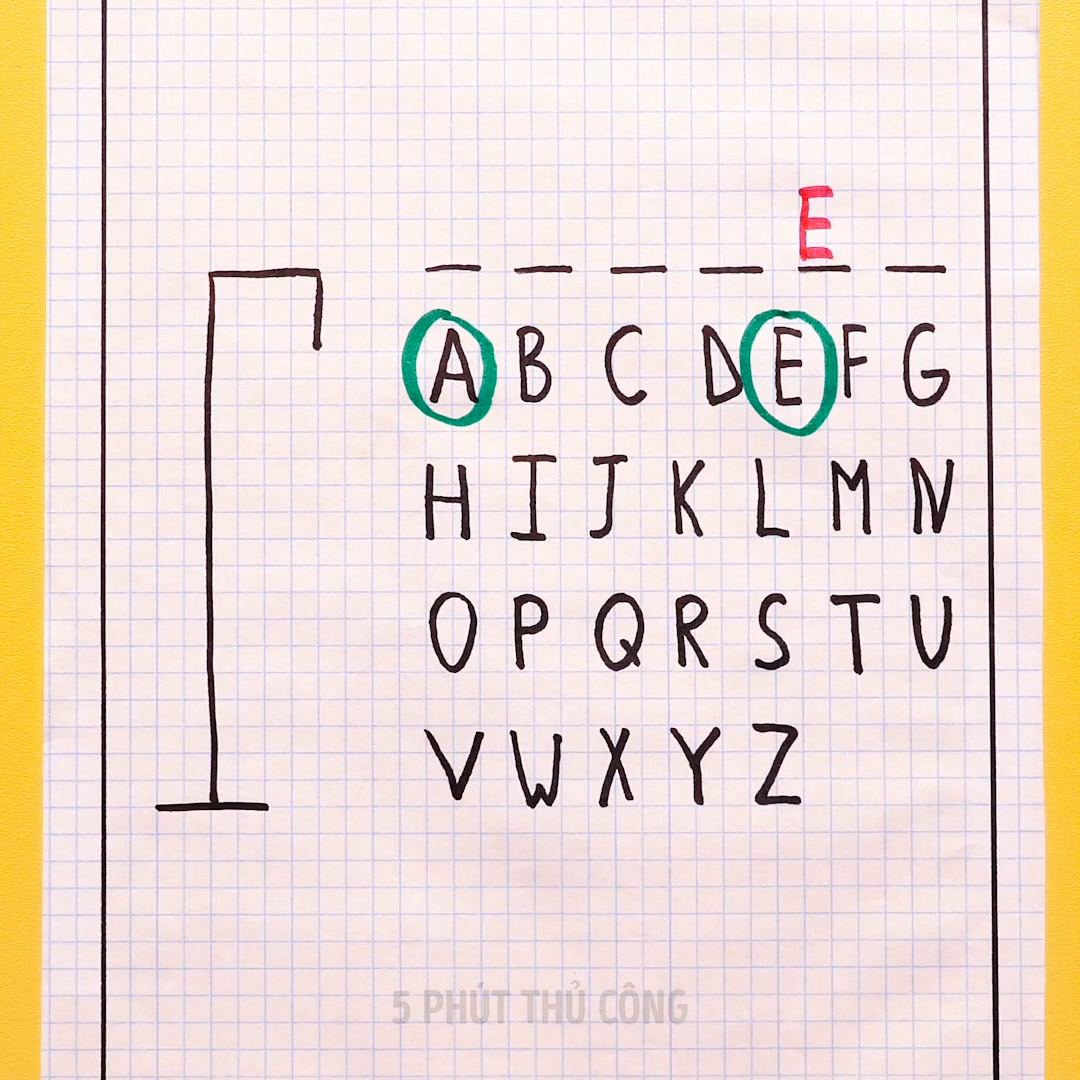 E
A B C D E F G
H I J K L M N
O P Q R S T U
V W X Y Z
5 PHÚT THỦ CÔNG